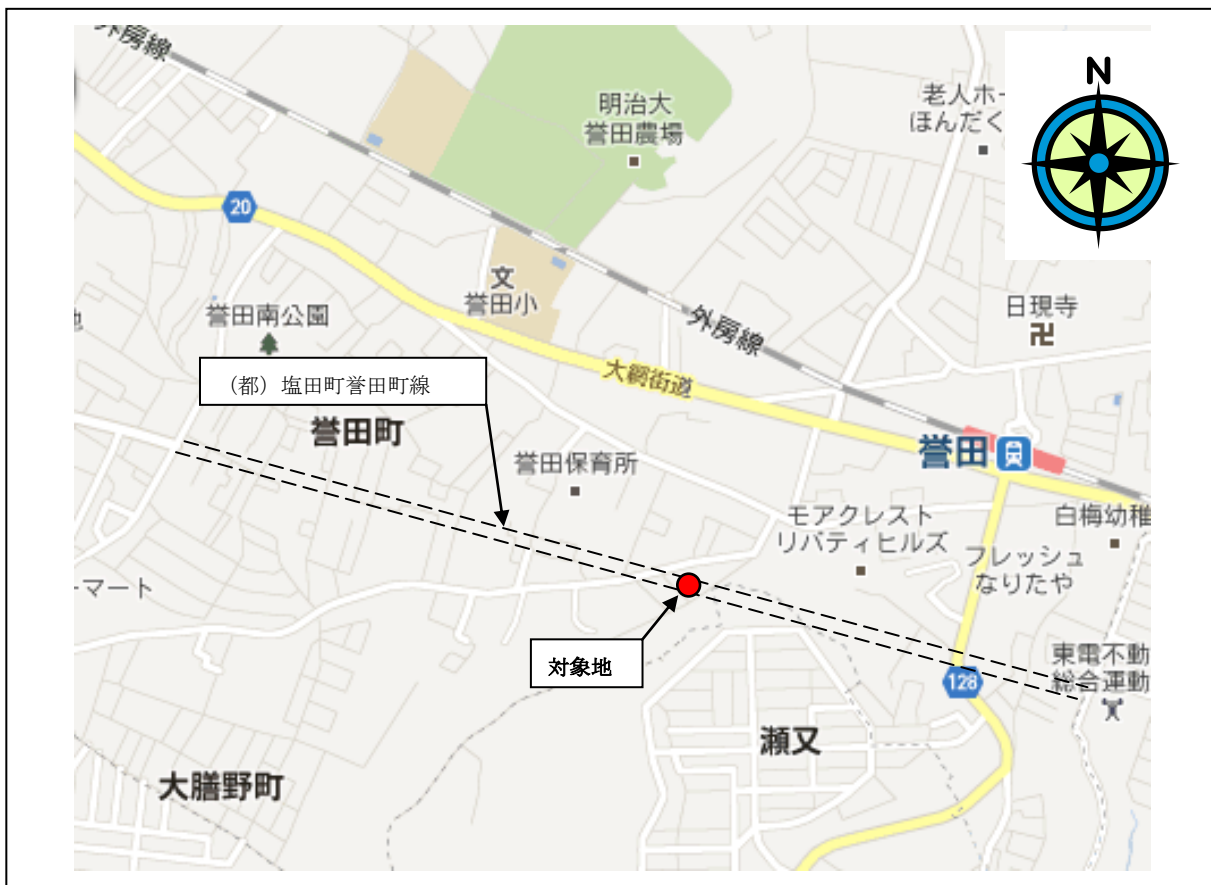 外房線
N
明治大
誉田農場
老人ホー
ほんだく
20
文
誉田小
誉田南公園
外房線
日現寺
大網街道
(都)塩田町誉田町線
誉田町
誉田
誉田保育所
モアクレスト
リバティヒルズ
白梅幼稚
フレッシュ
なりたや
ーマート
対象地
東電不動
総合運動
128
瀬又
大膳野町